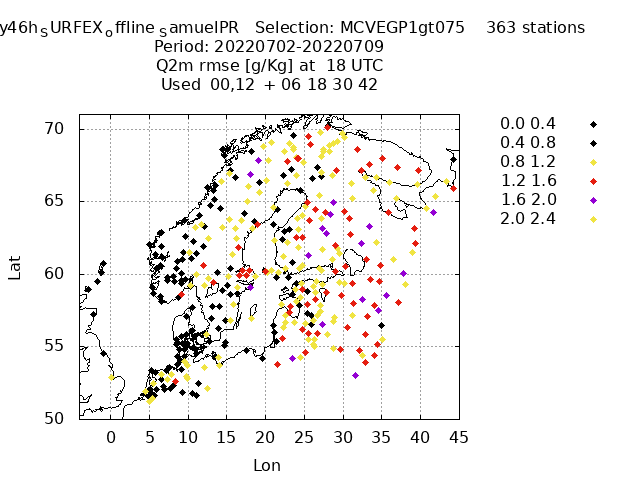 y46hSURFEXoffline SamuelPR Selection: MCVEGP1gt075 363 stations
Period: 20220702-20220709
Q2m rmse [g/Kg] at 18 UTC
Used 00,12 + 06 18 30 42
70
65
60
55
50
0 5 10 15 20 25 30 35 40 45
Lat
Lon
0.0 0.4
0.4 0.8
0.8 1.2
1.2 1.6
1.6 2.0
2.0 2.4